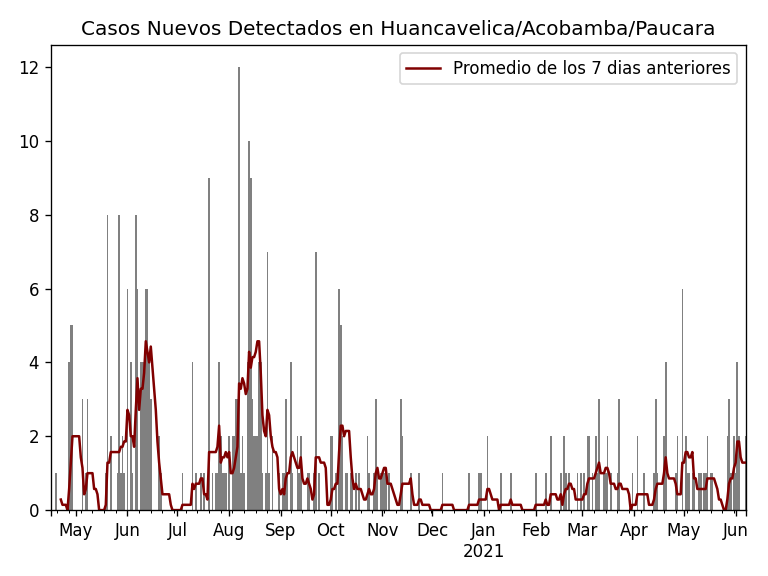 Casos Nuevos Detectados en Huancavelica/Acobamba/Paucara
Promedio de los 7 dias anteriores
12
10
8
6
4
2
0
May Jun Jul Aug Sep Oct Nov Dec Jan Feb Mar Apr May Jun
2021